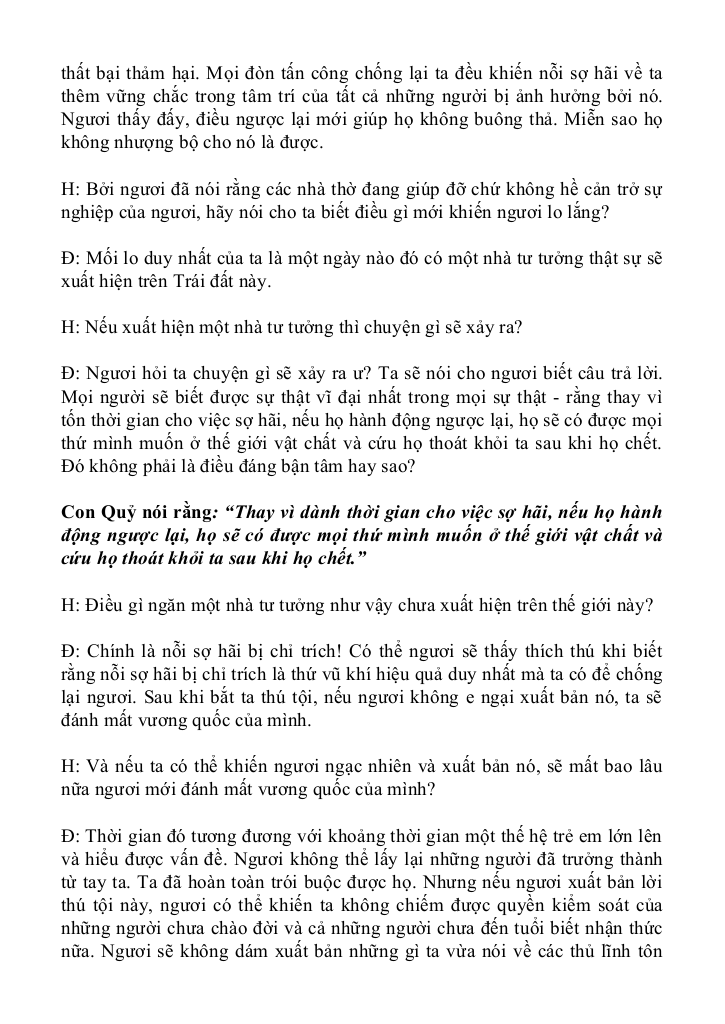 thất bại thảm hại. Mọi đòn tấn công chống lại ta đều khiến nỗi sợ hãi về ta
thêm vững chắc trong tâm trí của tất cả những người bị ảnh hưởng bởi nó.
Ngươi thấy đấy, điều ngược lại mới giúp họ không buông thả. Miễn sao họ
không nhượng bộ cho nó là được.
H: Bởi ngươi đã nói rằng các nhà thờ đang giúp đỡ chứ không hề cản trở sự
nghiệp của ngươi, hãy nói cho ta biết điều gì mới khiến ngươi lo lắng?
Đ: Mối lo duy nhất của ta là một ngày nào đó có một nhà tư tưởng thật sự sẽ
xuất hiện trên Trái đất này.
H: Nếu xuất hiện một nhà tư tưởng thì chuyện gì sẽ xảy ra?
Đ: Ngươi hỏi ta chuyện gì sẽ xảy ra ư? Ta sẽ nói cho ngươi biết câu trả lời.
Mọi người sẽ biết được sự thật vĩ đại nhất trong mọi sự thật - rằng thay vì
tốn thời gian cho việc sợ hãi, nếu họ hành động ngược lại, họ sẽ có được mọi
thứ mình muốn ở thế giới vật chất và cứu họ thoát khỏi ta sau khi họ chết.
Đó không phải là điều đáng bận tâm hay sao?
Con Quỷ nói rằng: “Thay vì dành thời gian cho việc sợ hãi, nếu họ hành
động ngược lại, họ sẽ có được mọi thứ mình muốn ở thế giới vật chất và
cứu họ thoát khỏi ta sau khi họ chết.”
H: Điều gì ngăn một nhà tư tưởng như vậy chưa xuất hiện trên thế giới này?
Đ: Chính là nỗi sợ hãi bị chỉ trích! Có thể ngươi sẽ thấy thích thú khi biết
rằng nỗi sợ hãi bị chỉ trích là thứ vũ khí hiệu quả duy nhất mà ta có để chống
lại ngươi. Sau khi bắt ta thú tội, nếu ngươi không e ngại xuất bản nó, ta sẽ
đánh mất vương quốc của mình.
H: Và nếu ta có thể khiến ngươi ngạc nhiên và xuất bản nó, sẽ mất bao lâu
nữa ngươi mới đánh mất vương quốc của mình?
Đ: Thời gian đó tương đương với khoảng thời gian một thế hệ trẻ em lớn lên
và hiểu được vấn đề. Ngươi không thể lấy lại những người đã trưởng thành
từ tay ta. Ta đã hoàn toàn trói buộc được họ. Nhưng nếu ngươi xuất bản lời
thú tội này, ngươi có thể khiến ta không chiếm được quyền kiểm soát của
những người chưa chào đời và cả những người chưa đến tuổi biết nhận thức
nữa. Ngươi sẽ không dám xuất bản những gì ta vừa nói về các thủ lĩnh tôn